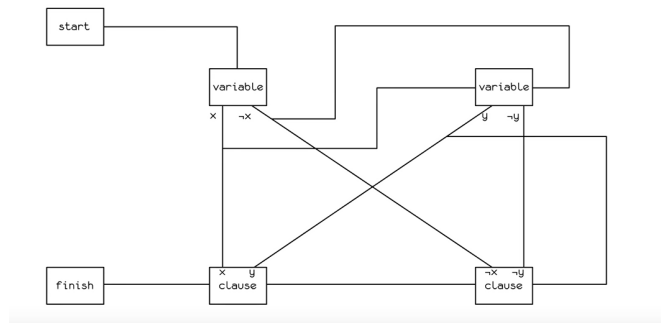 start
variable
variable
x ¬x
y ¬y
x y
¬x ¬y
finish
clause
clause